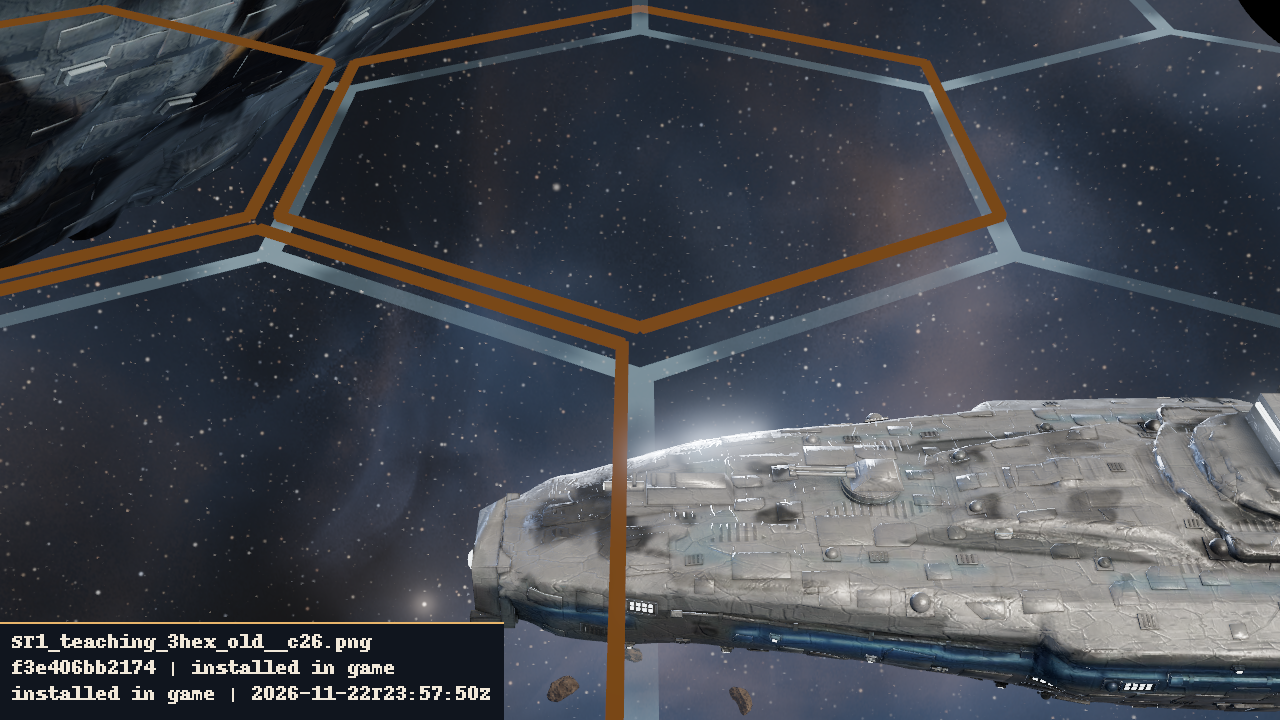 sr1_teaching_3hex_old__c26.png
f3e406bb2174 | installed in game
installed in game | 2026-11-22r23:57:50z